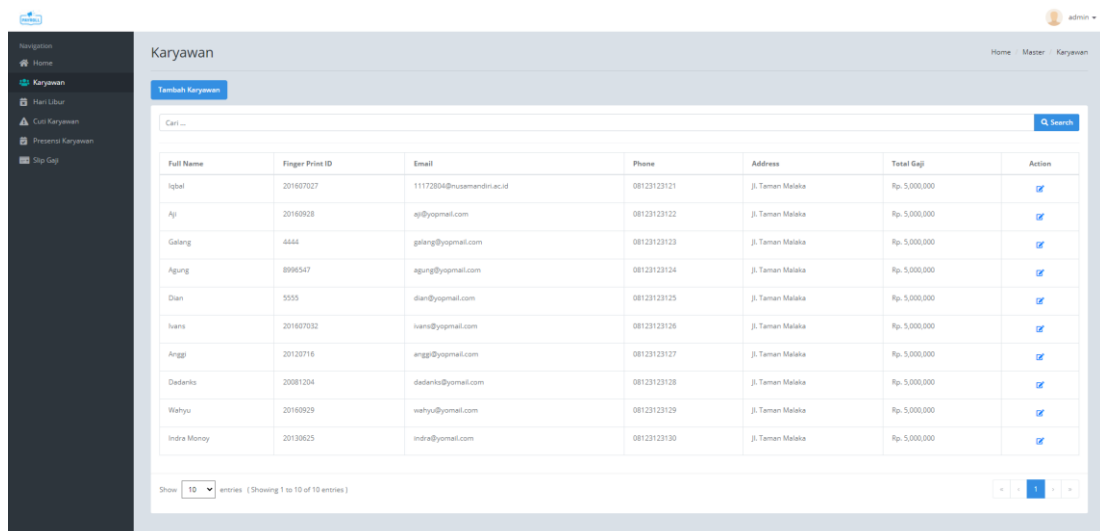 PAYROLL
admin
Navigation
Home
Karyawan
Hari Libur
Cuti Karyawan
Presensi Karyawan
Slip Gaji
Karyawan
Home / Master / Karyawan
Tambah Karyawan
Cari ...
Search
Full Name Finger Print ID Email Phone Address Total Gaji Action
Iqbal 201607027 11172804@nusamandiri.ac.id 08123123121 Jl. Taman Malaka Rp. 5,000,000
Aji 20160928 aji@yopmail.com 08123123122 Jl. Taman Malaka Rp. 5,000,000
Galang 4444 galang@yopmail.com 08123123123 Jl. Taman Malaka Rp. 5,000,000
Agung 8996547 agung@yopmail.com 08123123124 Jl. Taman Malaka Rp. 5,000,000
Dian 5555 dian@yopmail.com 08123123125 Jl. Taman Malaka Rp. 5,000,000
Ivans 201607032 ivans@yopmail.com 08123123126 Jl. Taman Malaka Rp. 5,000,000
Anggi 20120716 anggi@yopmail.com 08123123127 Jl. Taman Malaka Rp. 5,000,000
Dadanks 20081204 dadanks@yomail.com 08123123128 Jl. Taman Malaka Rp. 5,000,000
Wahyu 20160929 wahyu@yomail.com 08123123129 Jl. Taman Malaka Rp. 5,000,000
Indra Monoy 20130625 indra@yomail.com 08123123130 Jl. Taman Malaka Rp. 5,000,000
Show 10 entries ( Showing 1 to 10 of 10 entries ) « ‹ 1 › »